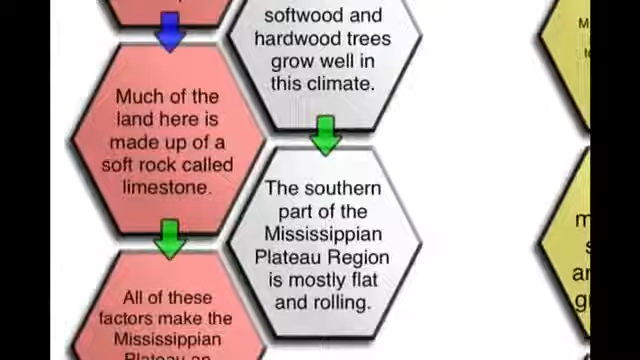 softwood and
hardwood trees
grow well in
this climate.
Much of the
land here is
made up of a
soft rock called
limestone.
The southern
part of the
Mississippian
Plateau Region
is mostly flat
and rolling.
All of these
factors make the
Mississippian
Plateau an